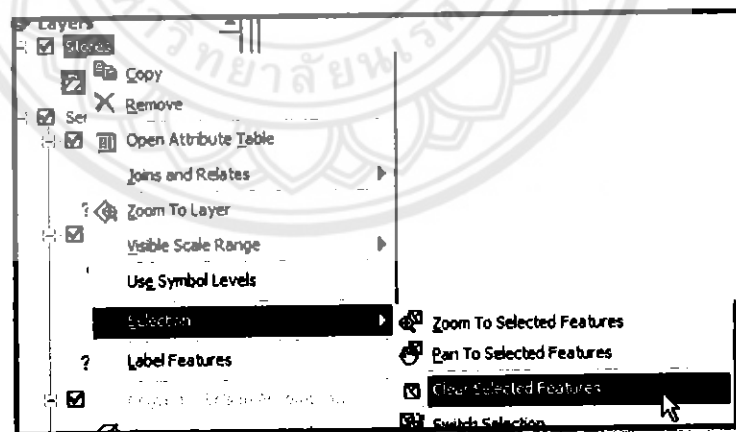 Layers
Stores
Copy
Remove
Ser
Open Attribute Table
Joins and Relates
Zoom To Layer
Visible Scale Range
Use Symbol Levels
Selection
Label Features
Zoom To Selected Features
Pan To Selected Features
Clear Selected Features
Switch Selection